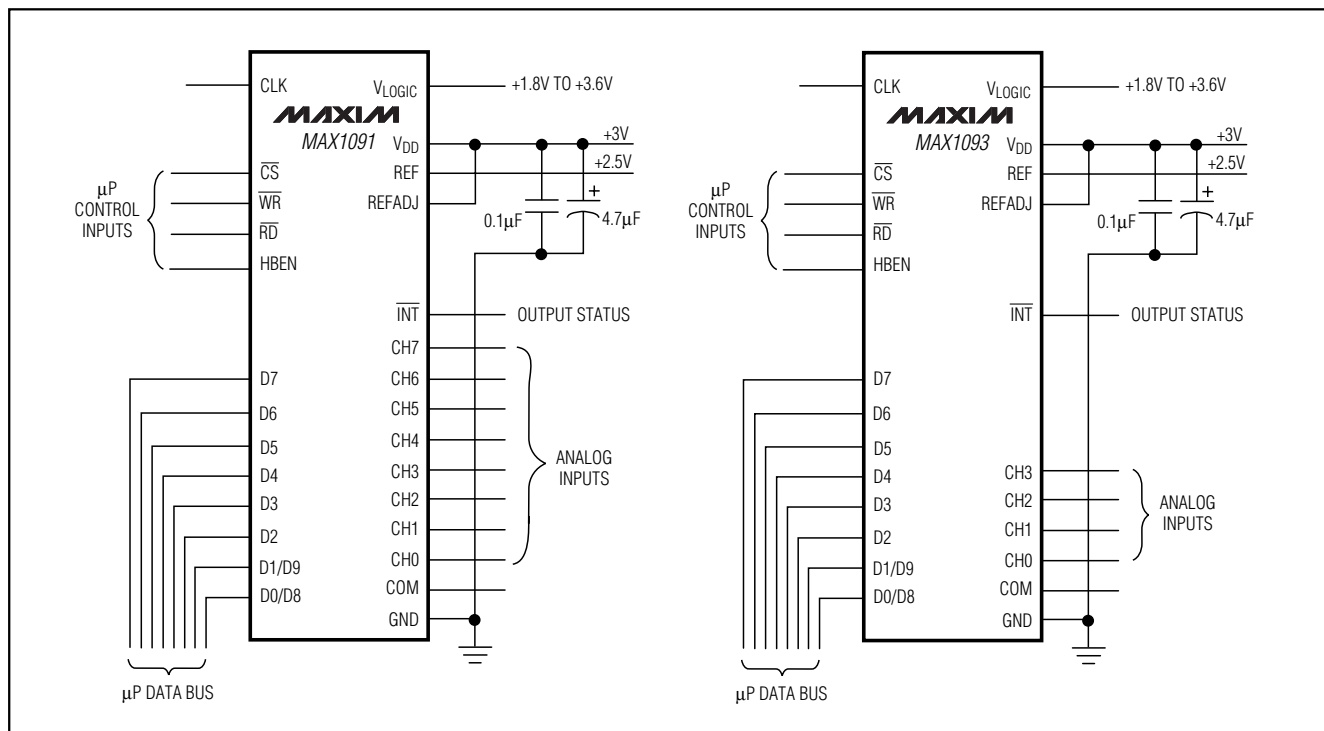 CLK
VLOGIC
+1.8V TO +3.6V
MAXIM
MAX1091
VDD
+3V
REF
+2.5V
REFADJ
0.1µF
+
4.7µF
µP
CONTROL
INPUTS
CS
WR
RD
HBEN
INT
OUTPUT STATUS
CH7
CH6
CH5
CH4
CH3
CH2
CH1
CH0
ANALOG
INPUTS
COM
GND
D7
D6
D5
D4
D3
D2
D1/D9
D0/D8
µP DATA BUS
CLK
VLOGIC
+1.8V TO +3.6V
MAXIM
MAX1093
VDD
+3V
REF
+2.5V
REFADJ
0.1µF
+
4.7µF
µP
CONTROL
INPUTS
CS
WR
RD
HBEN
INT
OUTPUT STATUS
CH3
CH2
CH1
CH0
ANALOG
INPUTS
COM
GND
D7
D6
D5
D4
D3
D2
D1/D9
D0/D8
µP DATA BUS